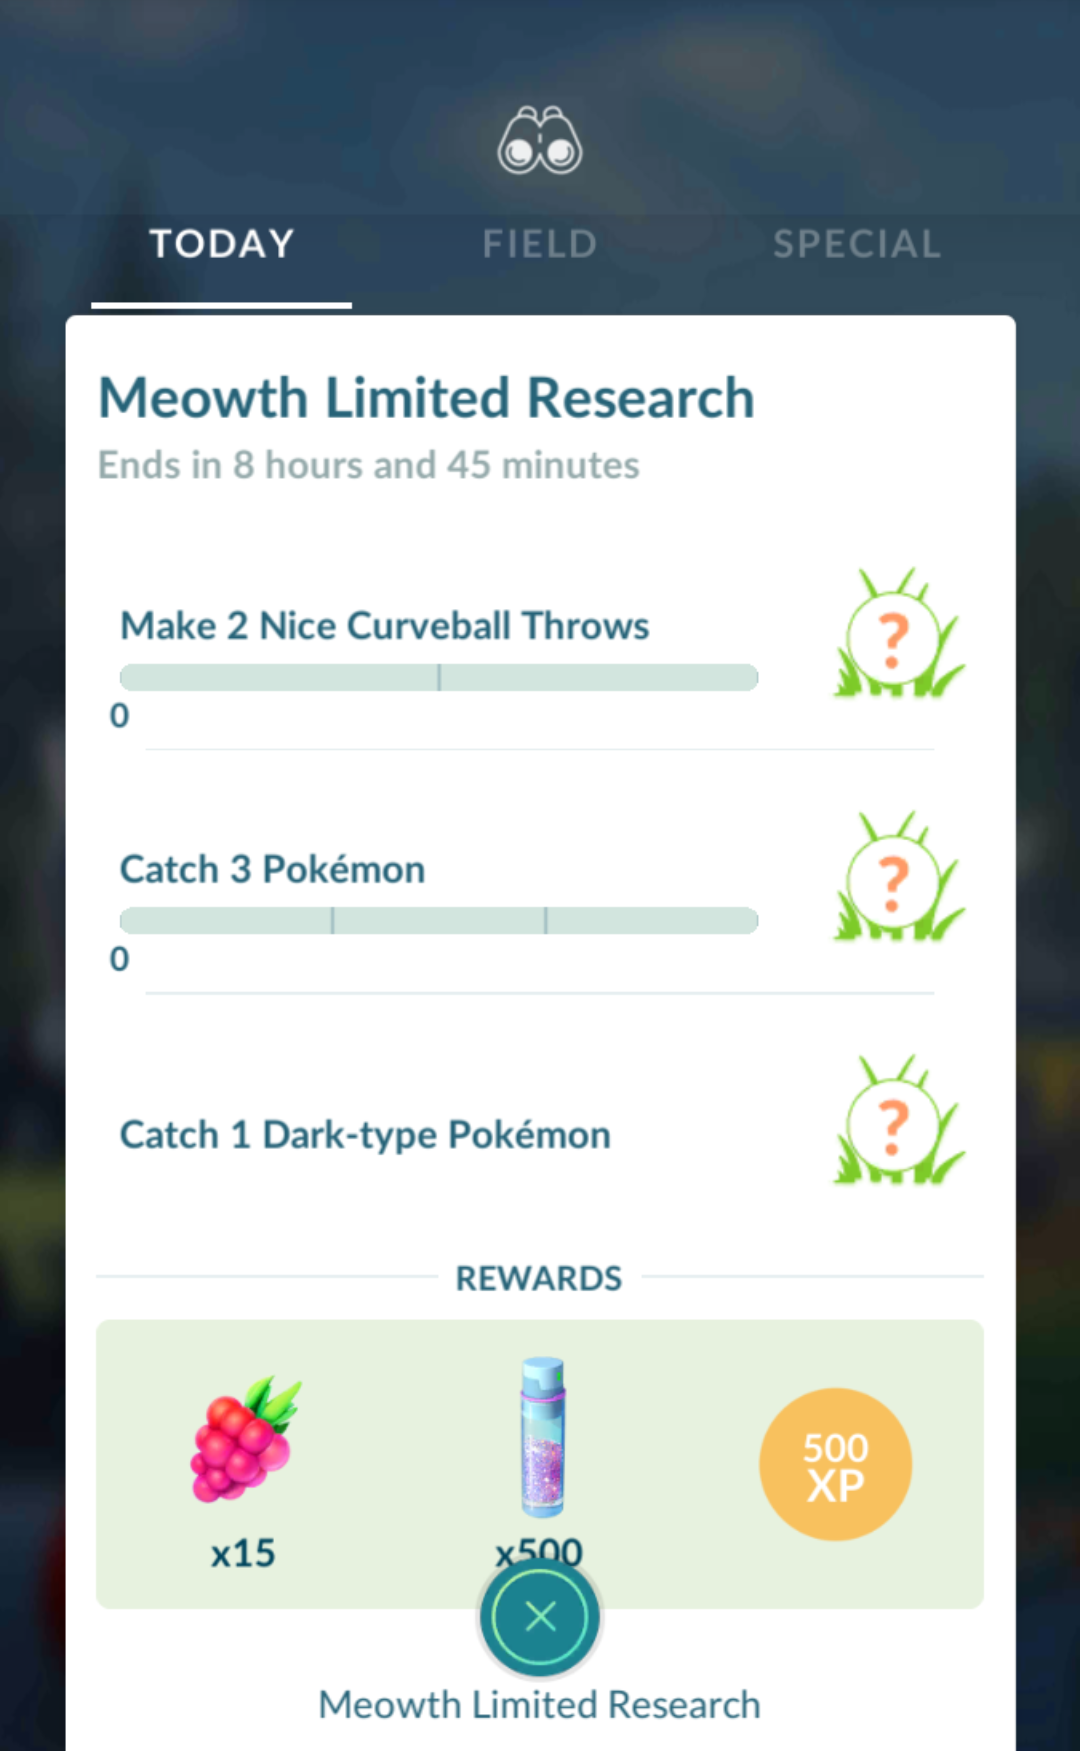 TODAY FIELD SPECIAL
Meowth Limited Research
Ends in 8 hours and 45 minutes
Make 2 Nice Curveball Throws
?
0
Catch 3 Pokémon
?
0
Catch 1 Dark-type Pokémon
?
REWARDS
500
XP
x15 x500
Meowth Limited Research